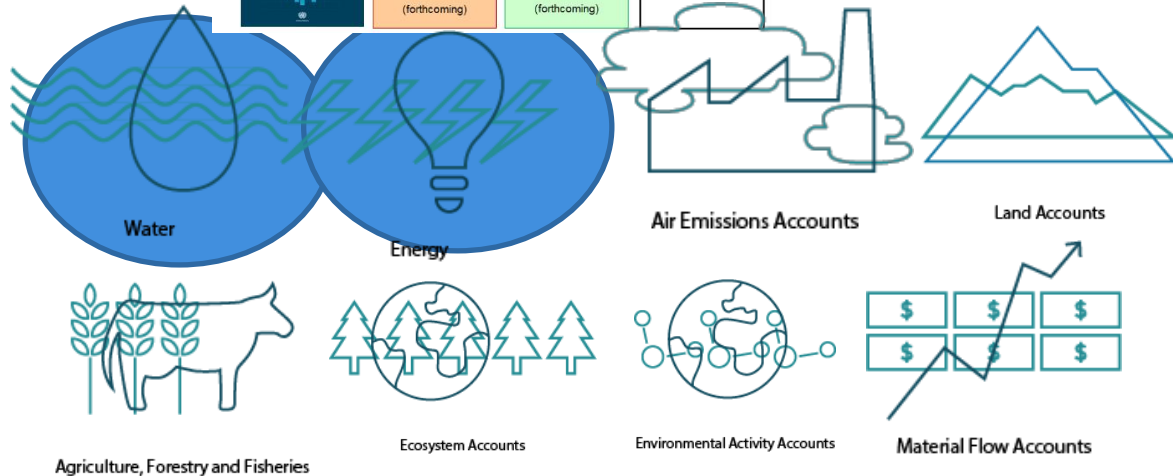 (forthcoming)
(forthcoming)
Water
Energy
Air Emissions Accounts
Land Accounts
$ $ $
$ $ $
Agriculture, Forestry and Fisheries
Ecosystem Accounts
Environmental Activity Accounts
Material Flow Accounts